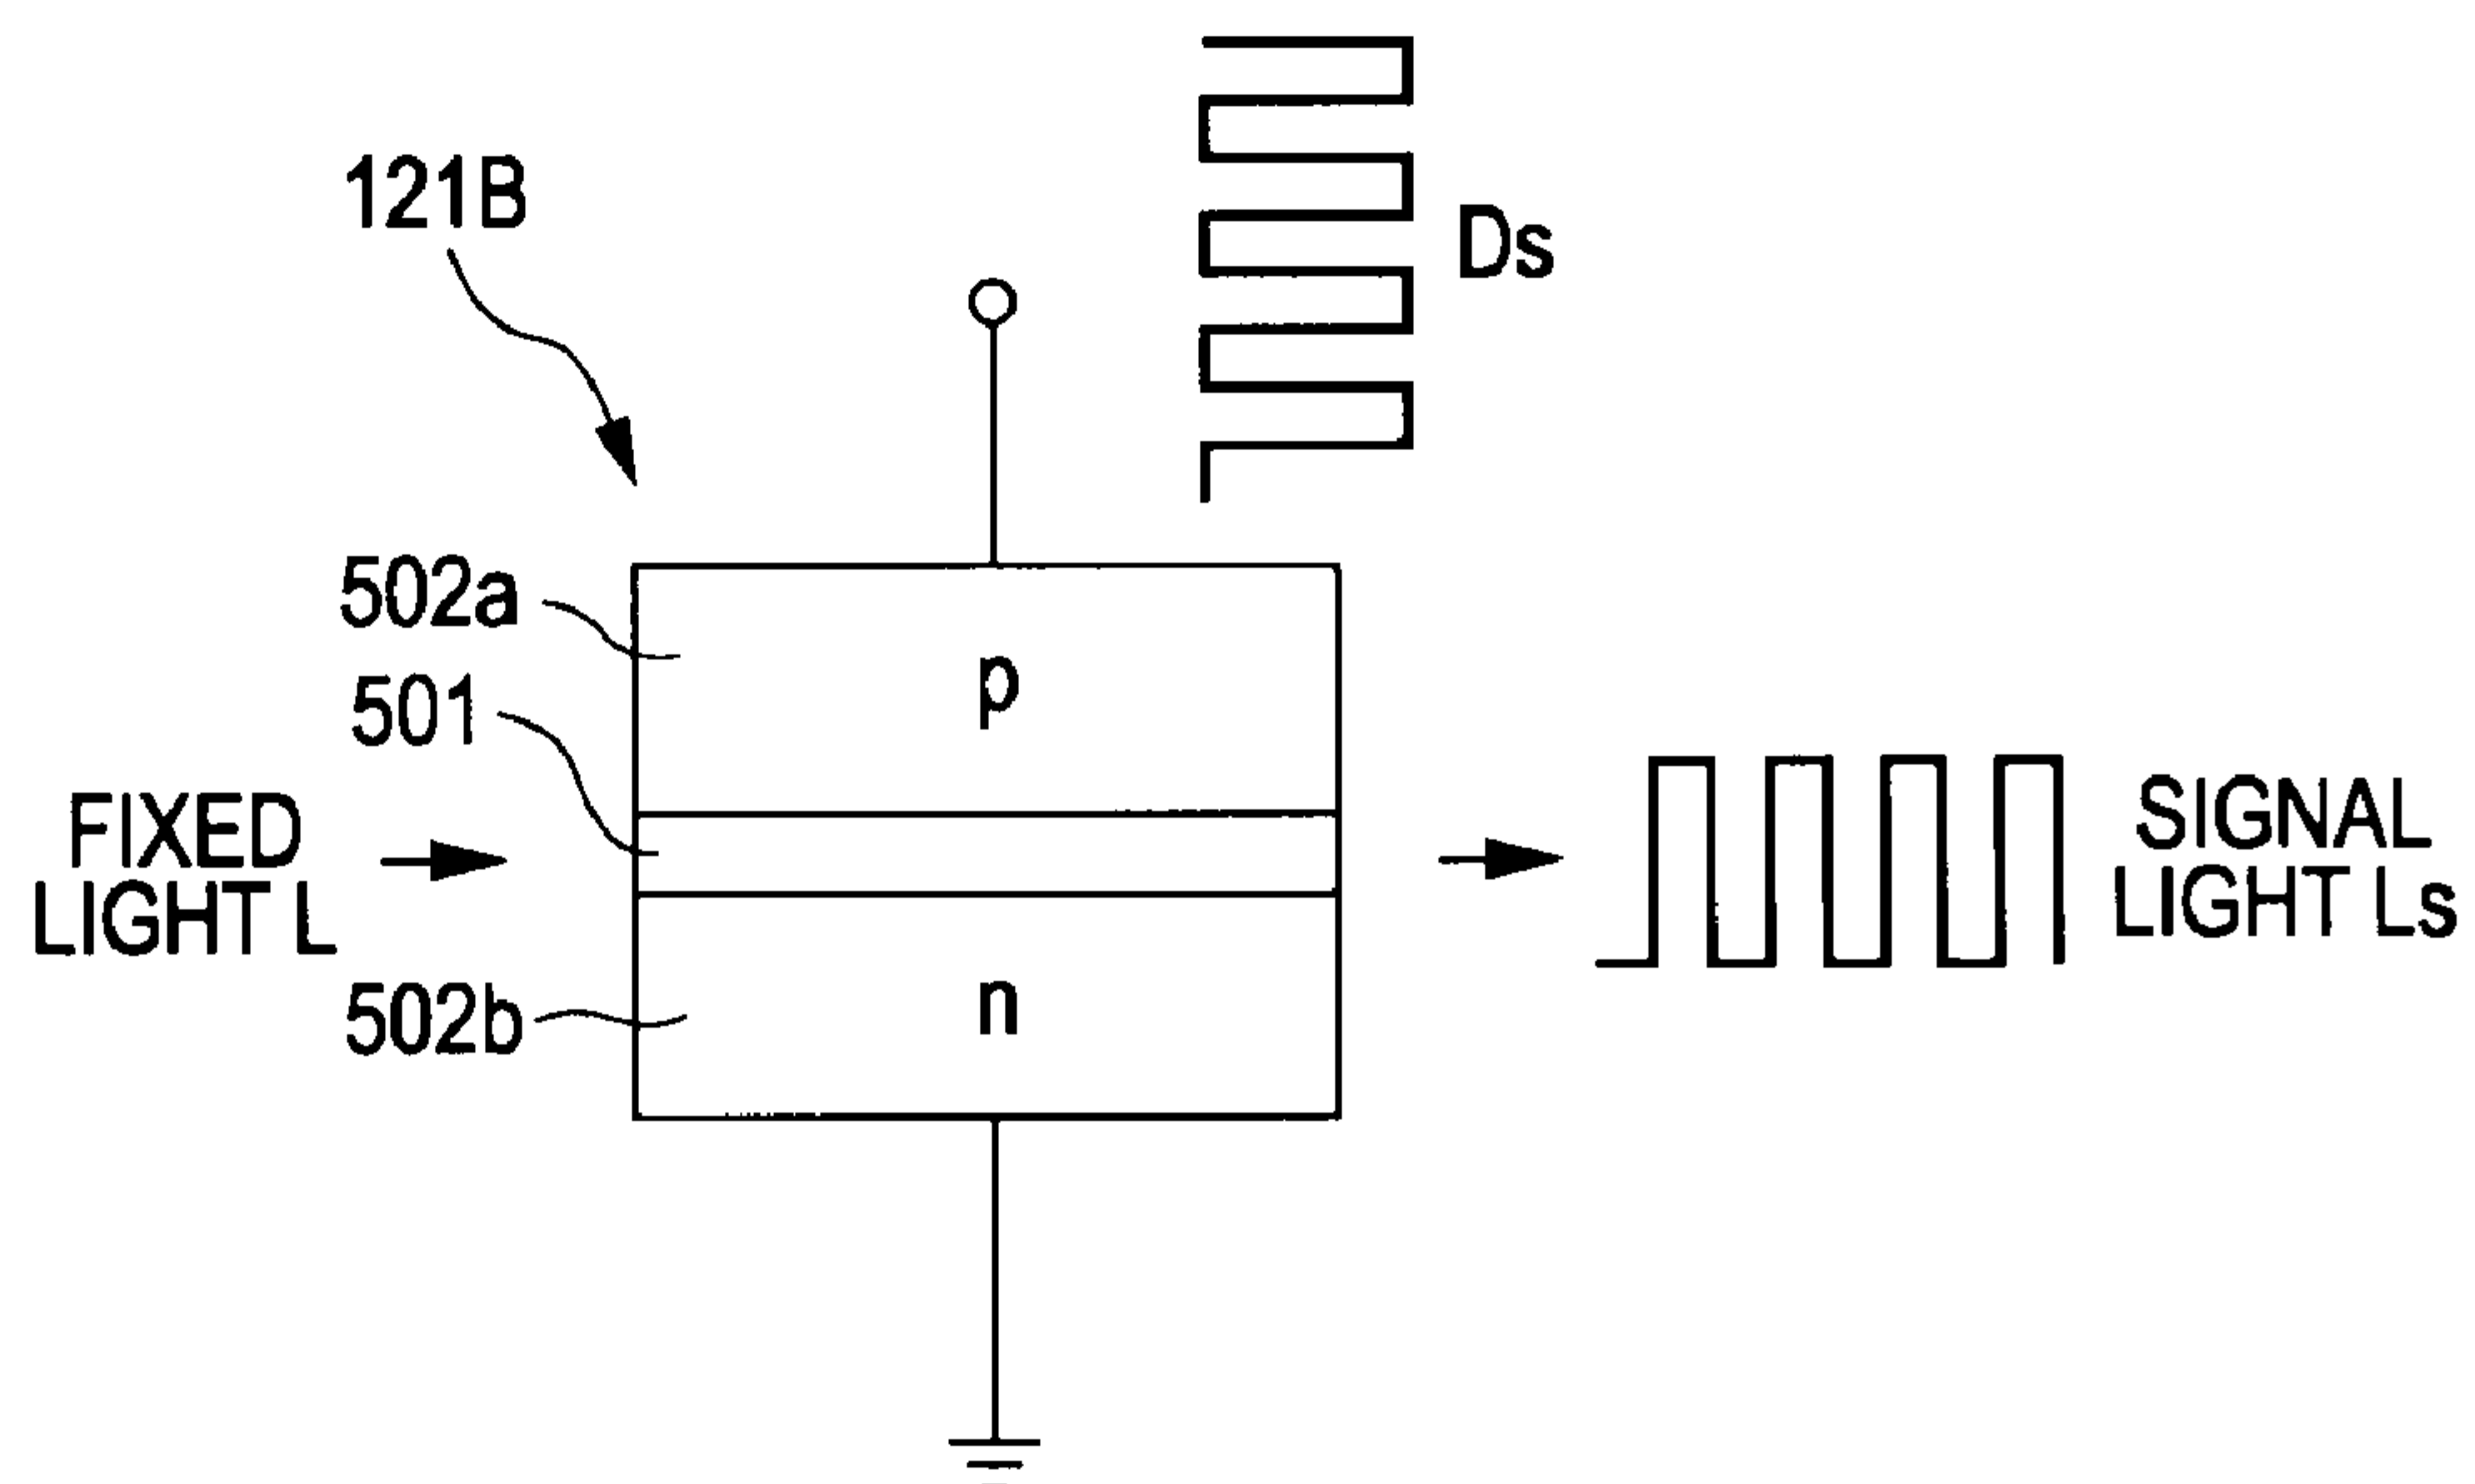 121B
Ds
502a
p
501
FIXED
LIGHT L
SIGNAL
LIGHT Ls
502b
n